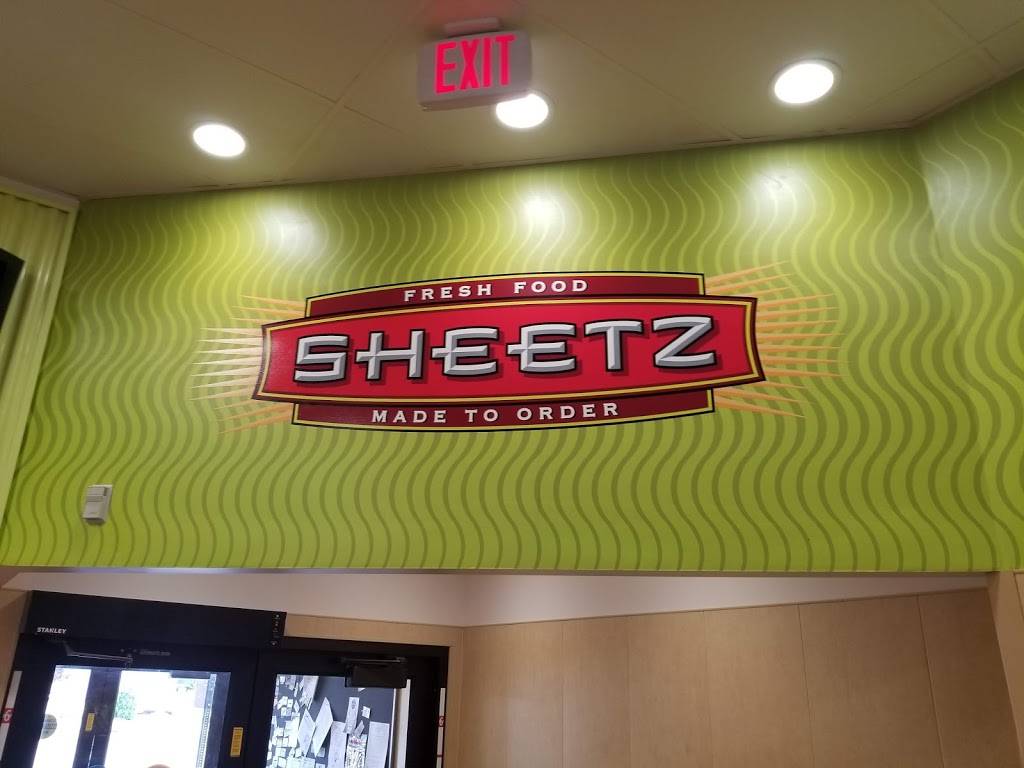 EXIT
FRESH FOOD
SHEETZ
MADE TO ORDER
STANLEY